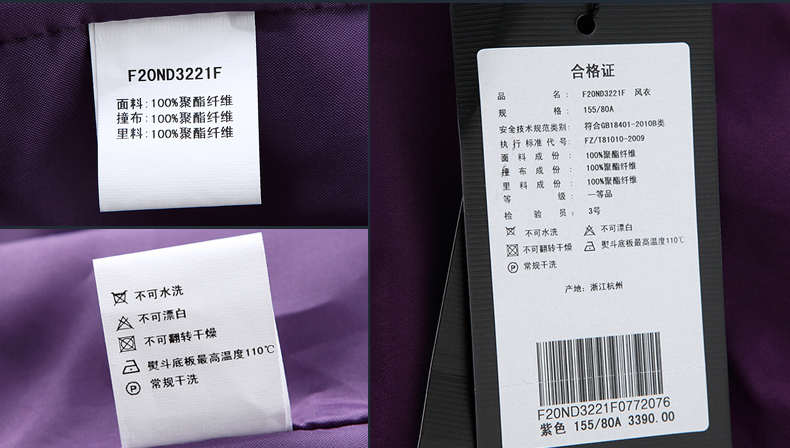 F20ND3221F
面料:100%聚酯纤维
撞布:100%聚酯纤维
里料:100%聚酯纤维
不可水洗
不可漂白
不可翻转干燥
熨斗底板最高温度110℃
P 常规干洗
合格证
品 名: F20ND3221F 风衣
规 格: 155/80A
安全技术规范类别: 符合GB18401-2010B类
执行标准代号: FZ/T81010-2009
面料成份: 100%聚酯纤维
撞布成份: 100%聚酯纤维
里料成份: 100%聚酯纤维
等 级: 一等品
检 验 员: 3号
不可水洗 不可漂白
不可翻转干燥 熨斗底板最高温度110℃
P 常规干洗
产地: 浙江杭州
F20ND3221F0772076
紫色 155/80A 3390.00